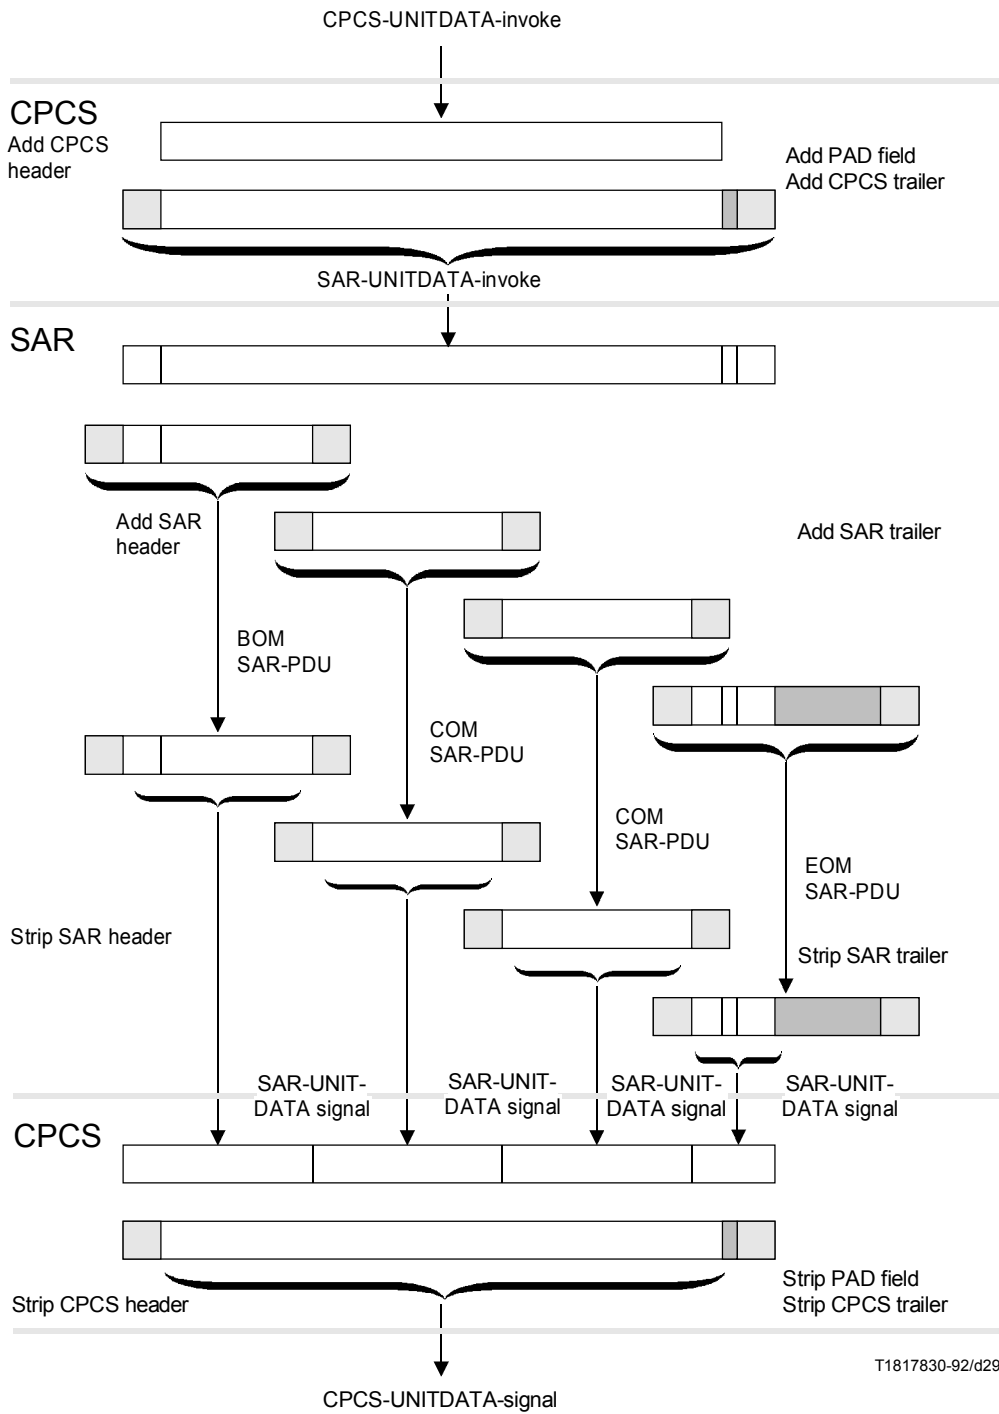 CPCS-UNITDATA-invoke
CPCS
Add CPCS
header
Add PAD field
Add CPCS trailer
SAR-UNITDATA-invoke
SAR
Add SAR
header
Add SAR trailer
BOM
SAR-PDU
COM
SAR-PDU
COM
SAR-PDU
EOM
SAR-PDU
Strip SAR header
Strip SAR trailer
SAR-UNIT-
DATA signal
SAR-UNIT-
DATA signal
SAR-UNIT-
DATA signal
SAR-UNIT-
DATA signal
CPCS
Strip CPCS header
Strip PAD field
Strip CPCS trailer
T1817830-92/d29
CPCS-UNITDATA-signal